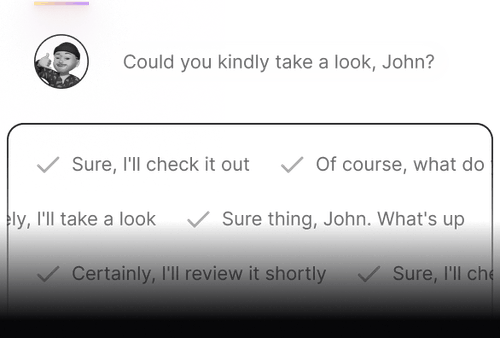 Could you kindly take a look, John?
Sure, I'll check it out Of course, what do
I'll take a look Sure thing, John. What's up
Certainly, I'll review it shortly Sure, I'll